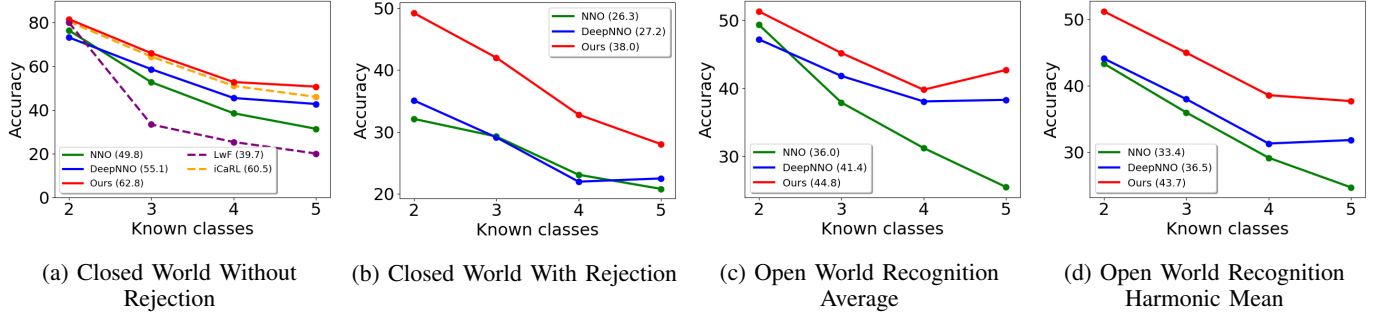 Accuracy
80
60
40
20
0
NNO (49.8)
DeepNNO (55.1)
Ours (62.8)
LwF (39.7)
iCaRL (60.5)
2 3 4 5
Known classes
(a) Closed World Without
Rejection
Accuracy
50
40
30
20
NNO (26.3)
DeepNNO (27.2)
Ours (38.0)
2 3 4 5
Known classes
(b) Closed World With Rejection
Accuracy
50
40
30
NNO (36.0)
DeepNNO (41.4)
Ours (44.8)
2 3 4 5
Known classes
(c) Open World Recognition
Average
Accuracy
50
40
30
NNO (33.4)
DeepNNO (36.5)
Ours (43.7)
2 3 4 5
Known classes
(d) Open World Recognition
Harmonic Mean